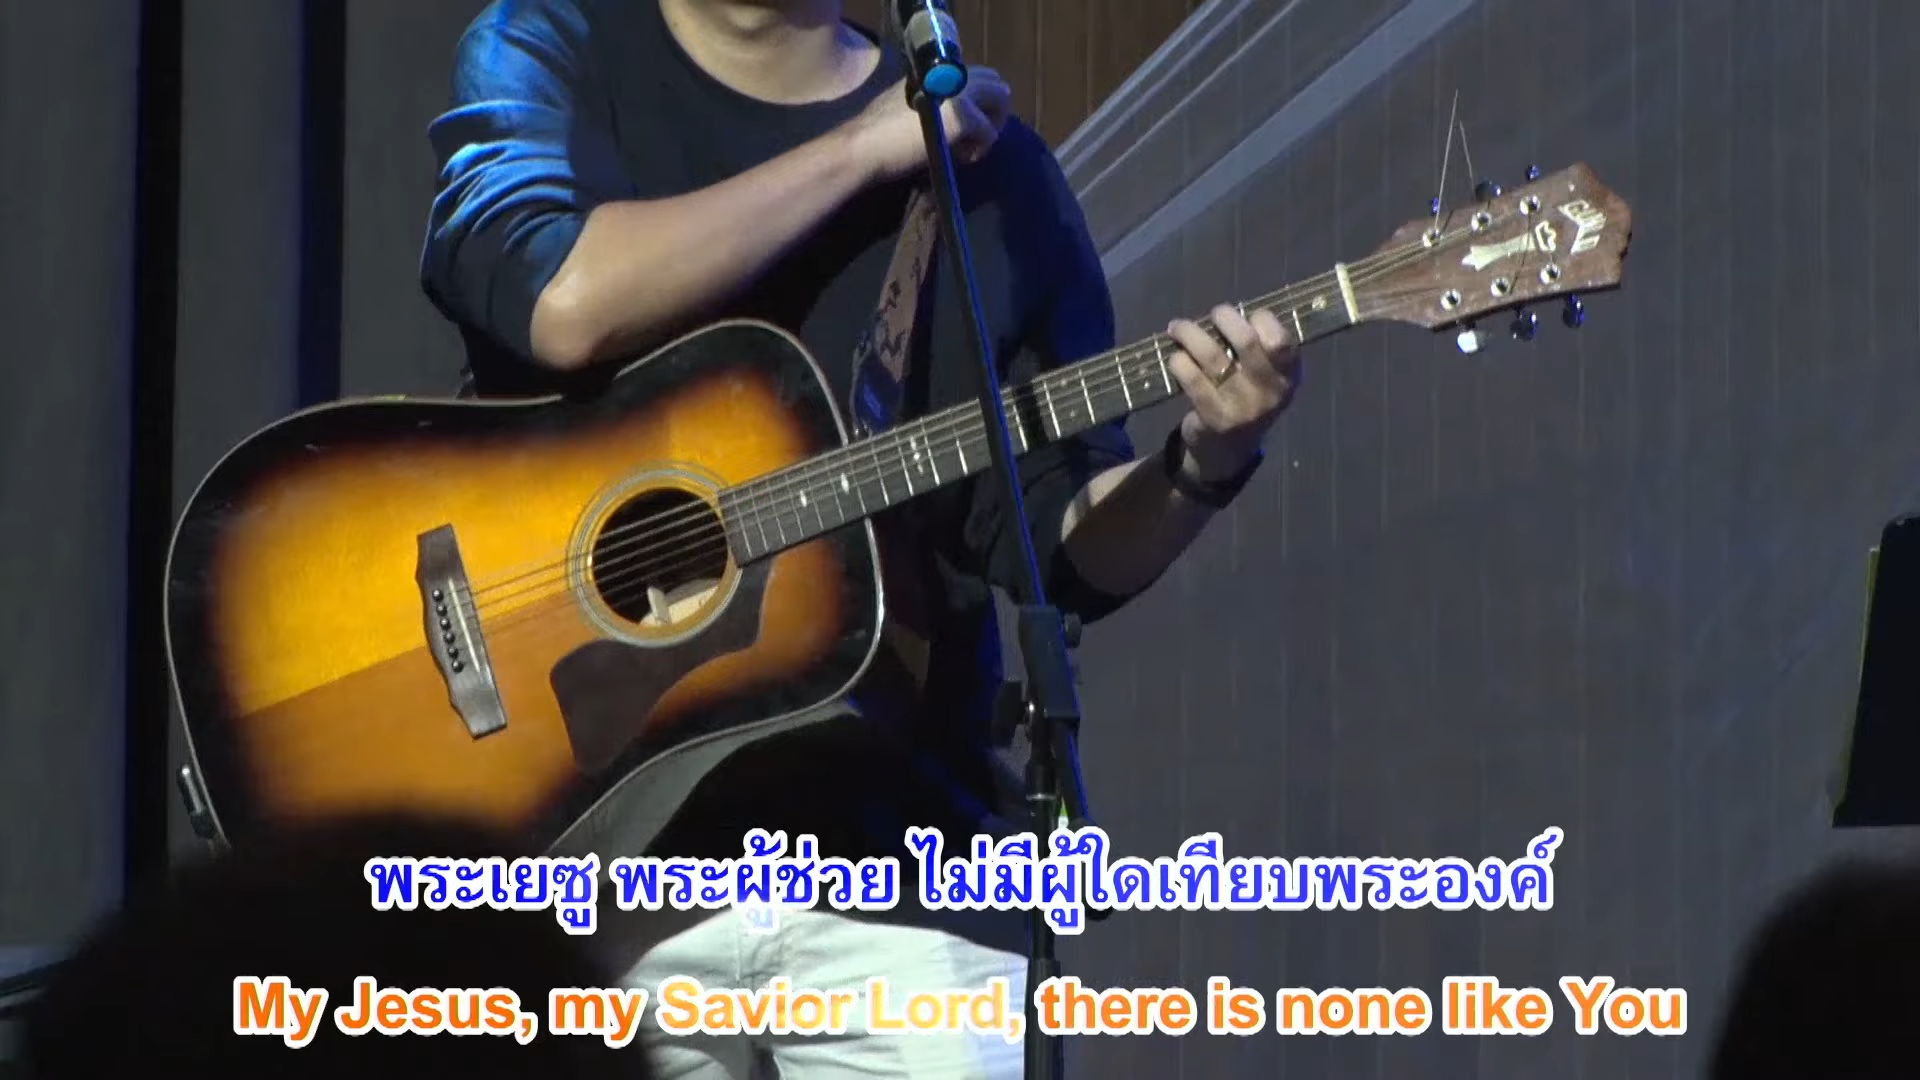 GUILD
พระเยซู พระผู้ช่วย ไม่มีผู้ใดเทียบพระองค์
My Jesus, my Savior Lord, there is none like You